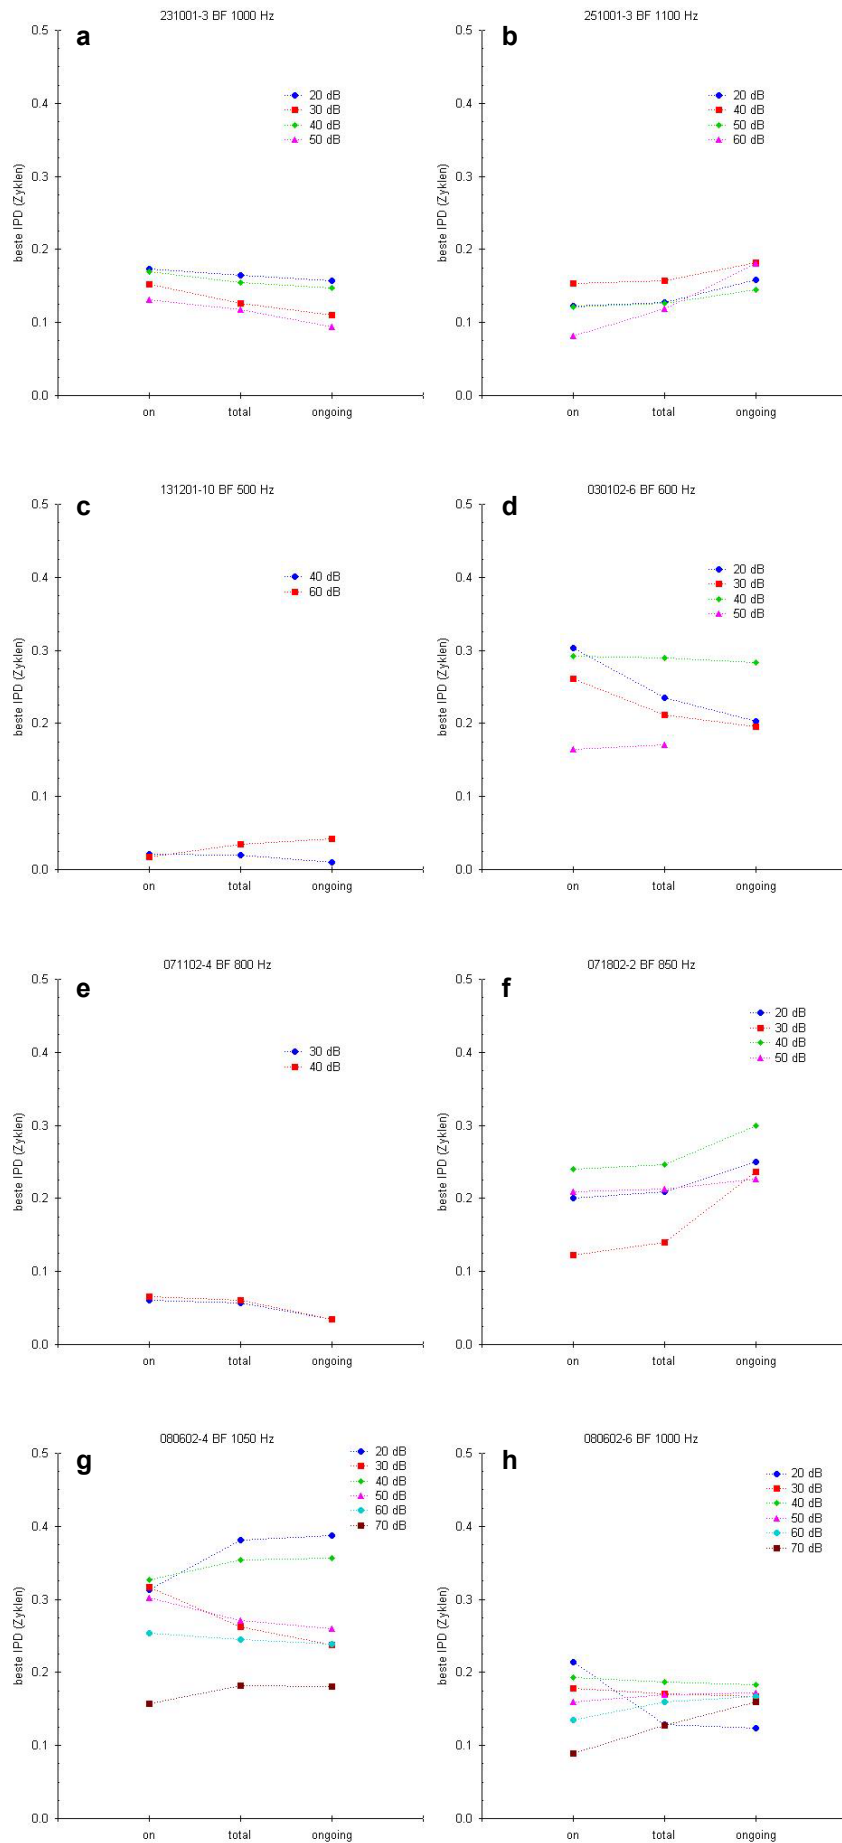 a
231001-3 BF 1000 Hz
0.5
0.4
0.3
0.2
0.1
0.0
beste IPD (Zyklen)
20 dB
30 dB
40 dB
50 dB
on total ongoing
b
251001-3 BF 1100 Hz
0.5
0.4
0.3
0.2
0.1
0.0
beste IPD (Zyklen)
20 dB
40 dB
50 dB
60 dB
on total ongoing
c
131201-10 BF 500 Hz
0.5
0.4
0.3
0.2
0.1
0.0
beste IPD (Zyklen)
40 dB
60 dB
on total ongoing
d
030102-6 BF 600 Hz
0.5
0.4
0.3
0.2
0.1
0.0
beste IPD (Zyklen)
20 dB
30 dB
40 dB
50 dB
on total ongoing
e
071102-4 BF 800 Hz
0.5
0.4
0.3
0.2
0.1
0.0
beste IPD (Zyklen)
30 dB
40 dB
on total ongoing
f
071802-2 BF 850 Hz
0.5
0.4
0.3
0.2
0.1
0.0
beste IPD (Zyklen)
20 dB
30 dB
40 dB
50 dB
on total ongoing
g
080602-4 BF 1050 Hz
0.5
0.4
0.3
0.2
0.1
0.0
beste IPD (Zyklen)
20 dB
30 dB
40 dB
50 dB
60 dB
70 dB
on total ongoing
h
080602-6 BF 1000 Hz
0.5
0.4
0.3
0.2
0.1
0.0
beste IPD (Zyklen)
20 dB
30 dB
40 dB
50 dB
60 dB
70 dB
on total ongoing